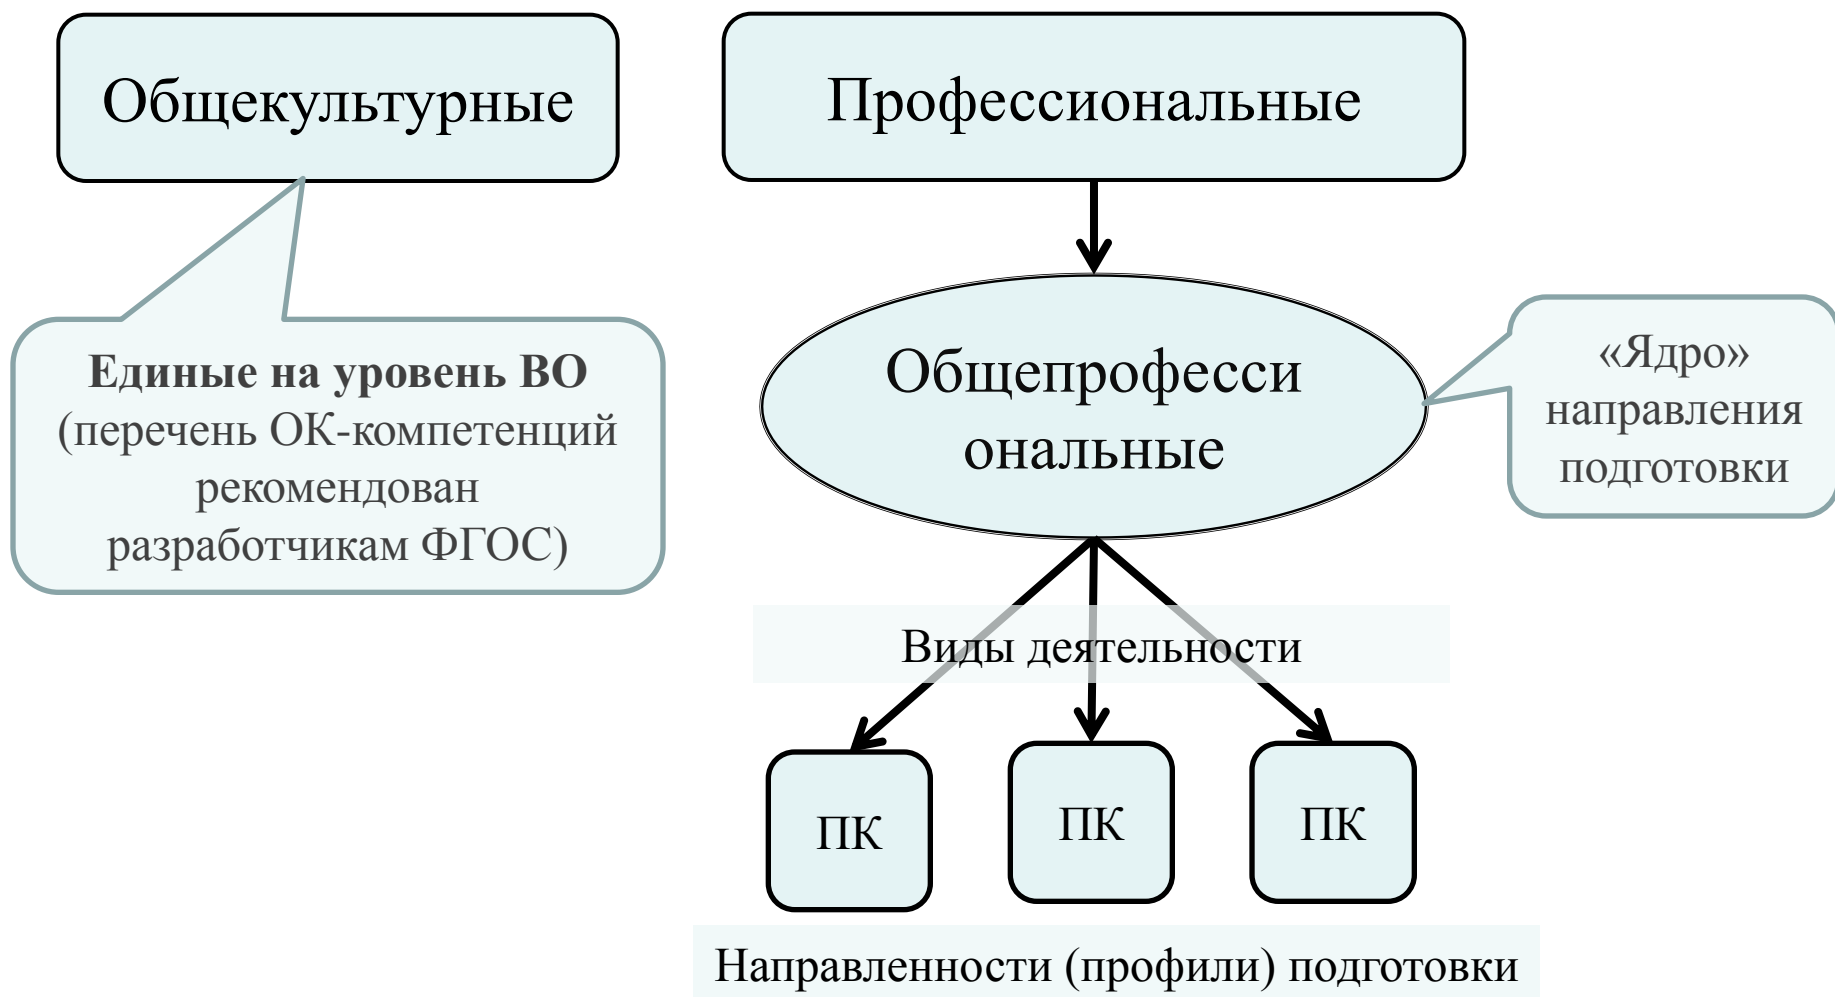 Общекультурные
Профессиональные
Единые на уровень ВО
(перечень ОК-компетенций
рекомендован
разработчикам ФГОС)
Общепрофесси
ональные
«Ядро»
направления
подготовки
Виды деятельности
ПК
ПК
ПК
Направленности (профили) подготовки